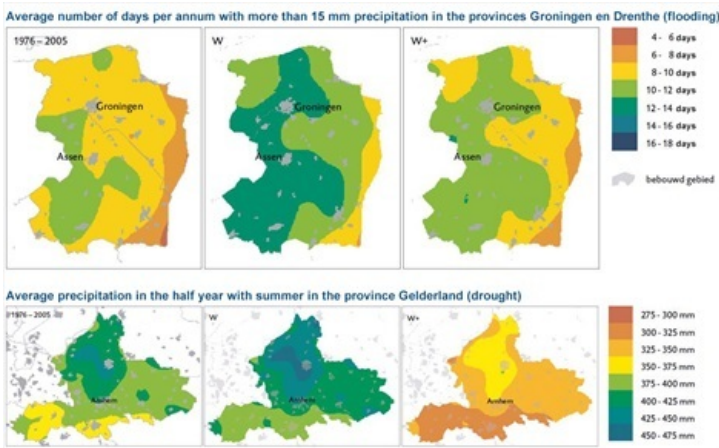 Average number of days per annum with more than 15 mm precipitation in the provinces Groningen en Drenthe (flooding)
1976 – 2005
W
W+
Groningen
Groningen
Groningen
Assen
Assen
Assen
4 - 6 days
6 - 8 days
8 - 10 days
10 - 12 days
12 - 14 days
14 - 16 days
16 - 18 days
bebouwd gebied
Average precipitation in the half year with summer in the province Gelderland (drought)
1976 – 2005
W
W+
Arnhem
Arnhem
Arnhem
275 - 300 mm
300 - 325 mm
325 - 350 mm
350 - 375 mm
375 - 400 mm
400 - 425 mm
425 - 450 mm
450 - 475 mm